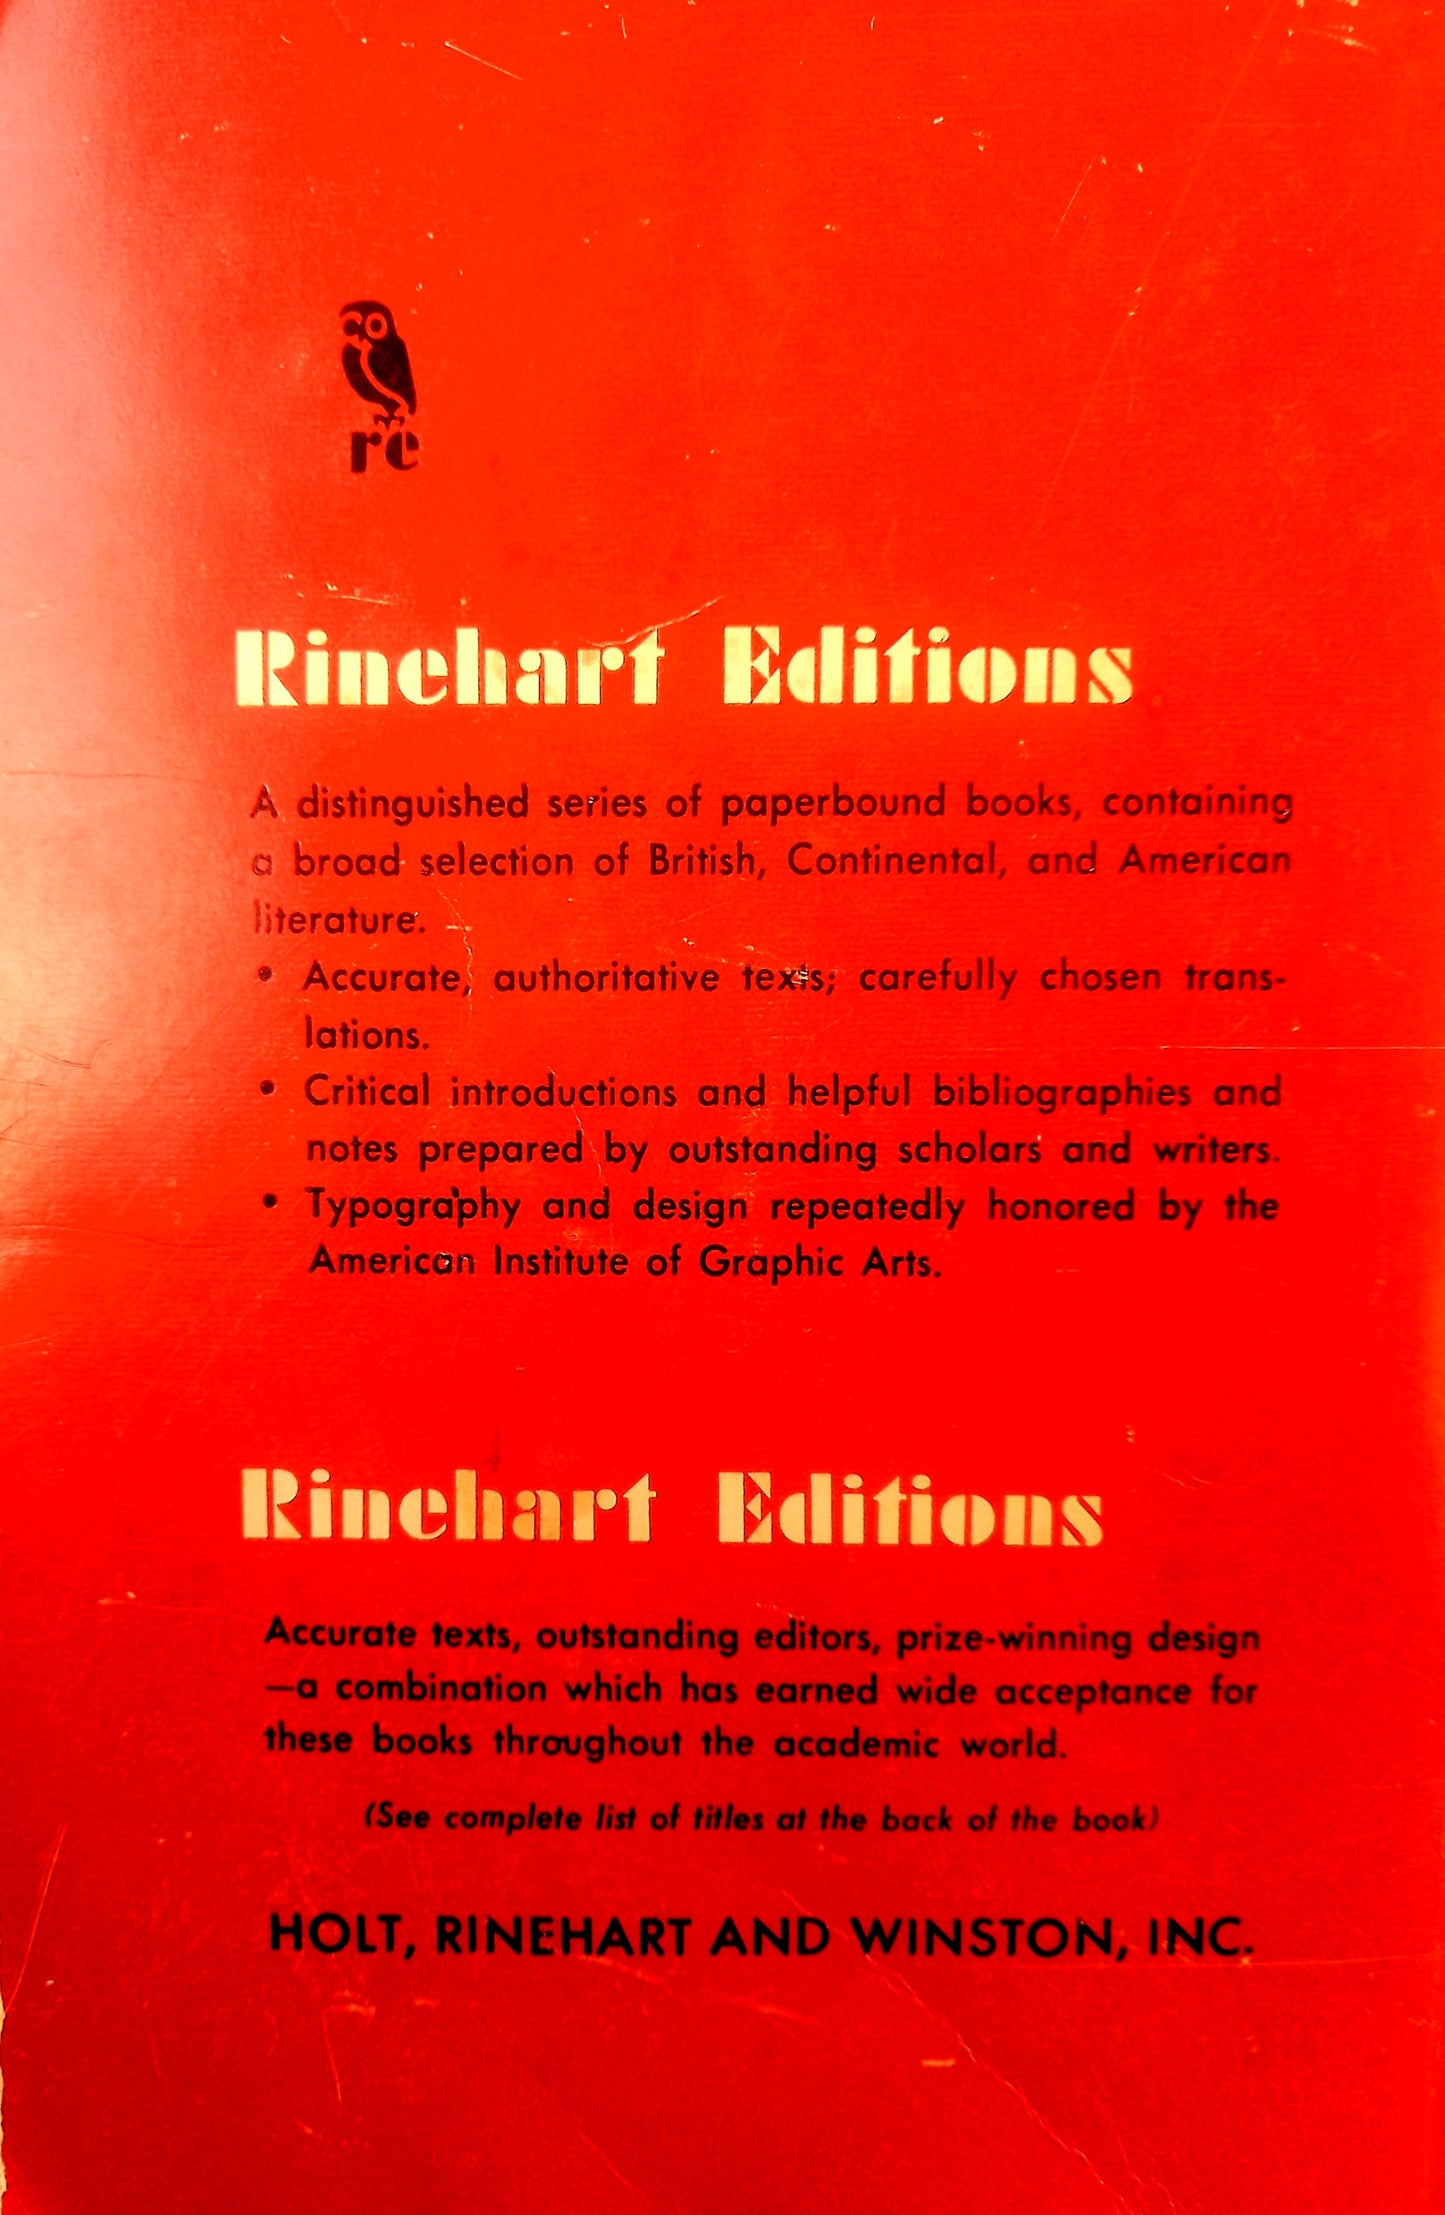 re
Rinehart Editions
A distinguished series of paperbound books, containing
a broad selection of British, Continental, and American
literature.
• Accurate, authoritative texts; carefully chosen trans-
lations.
• Critical introductions and helpful bibliographies and
notes prepared by outstanding scholars and writers.
• Typography and design repeatedly honored by the
American Institute of Graphic Arts.
Rinehart Editions
Accurate texts, outstanding editors, prize-winning design
—a combination which has earned wide acceptance for
these books throughout the academic world.
(See complete list of titles at the back of the book)
HOLT, RINEHART AND WINSTON, INC.